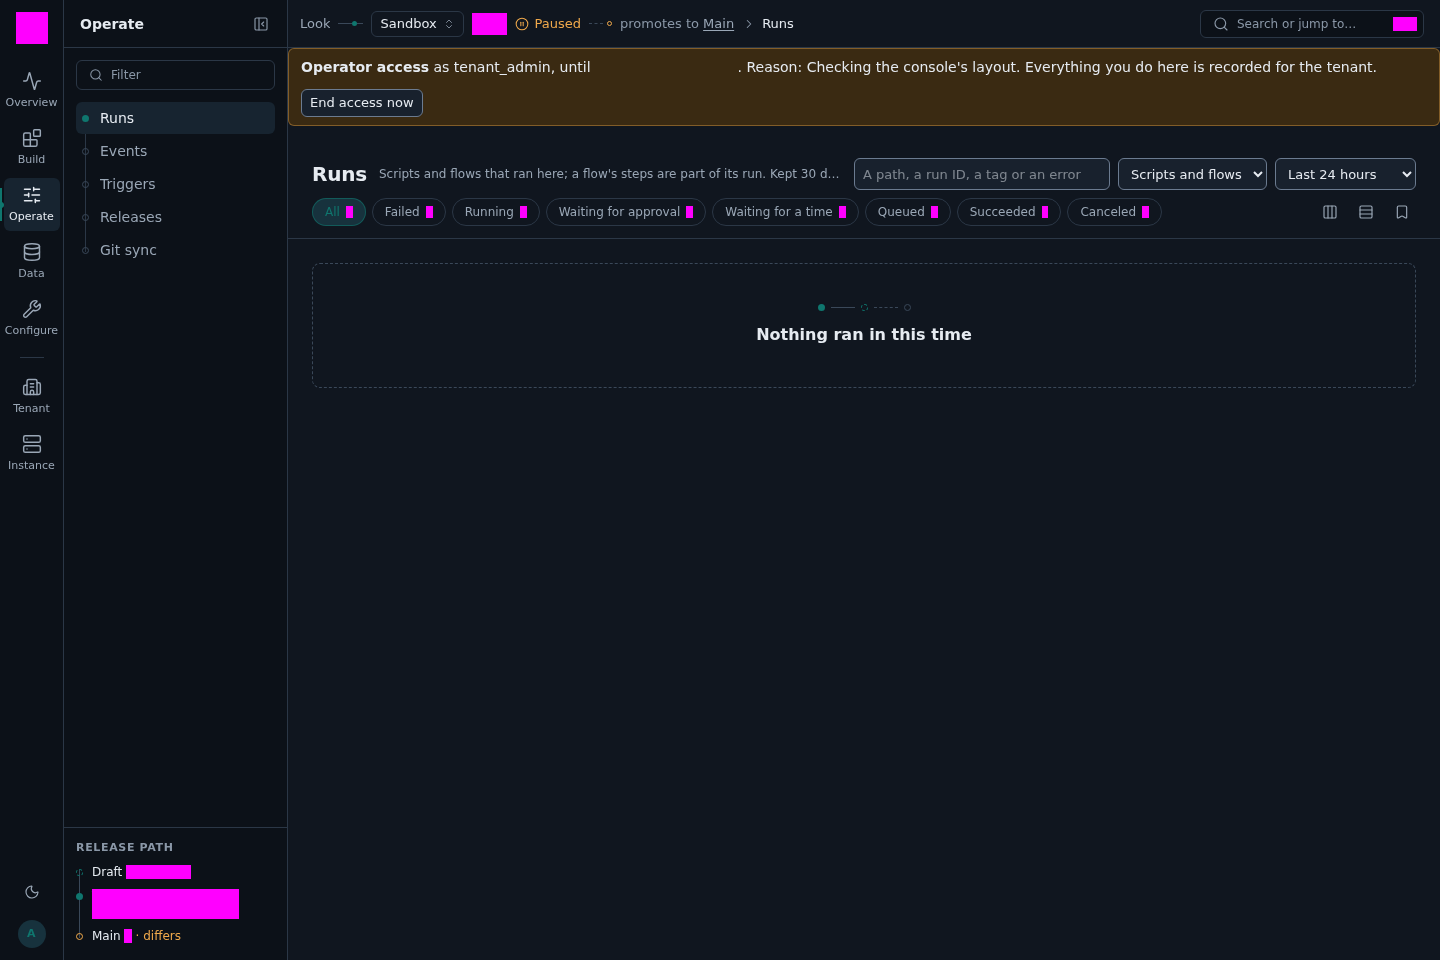 Operate
Look
Sandbox
Paused
promotes to Main
Runs
Search or jump to...
Operator access as tenant_admin, until . Reason: Checking the console's layout. Everything you do here is recorded for the tenant.
End access now
Overview
Build
Operate
Data
Configure
Tenant
Instance
A
Filter
Runs
Events
Triggers
Releases
Git sync
Runs
Scripts and flows that ran here; a flow's steps are part of its run. Kept 30 d...
A path, a run ID, a tag or an error
Scripts and flows
Last 24 hours
All
Failed
Running
Waiting for approval
Waiting for a time
Queued
Succeeded
Canceled
Nothing ran in this time
RELEASE PATH
Draft
Main · differs